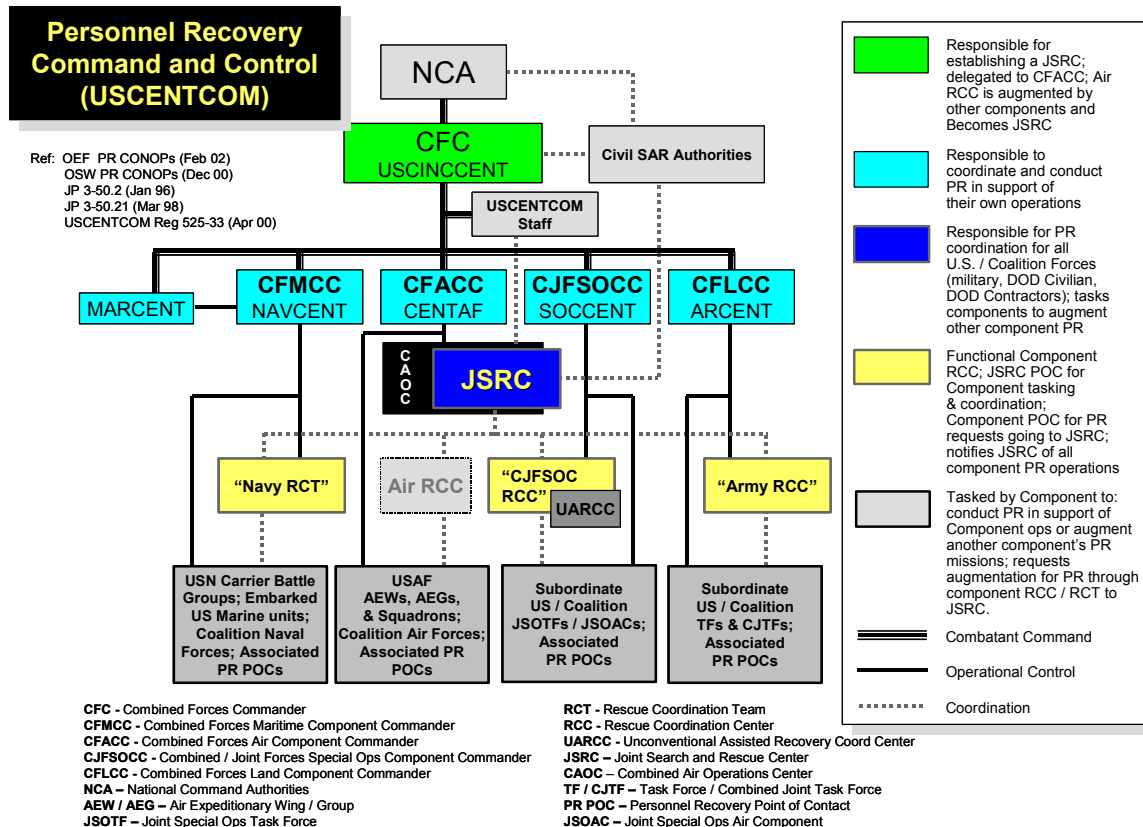 Personnel Recovery
Command and Control
(USCENTCOM)
Ref: OEF PR CONOPs (Feb 02)
OSW PR CONOPs (Dec 00)
JP 3-50.2 (Jan 96)
JP 3-50.21 (Mar 98)
USCENTCOM Reg 525-33 (Apr 00)
NCA
CFC
USCINCCENT
Civil SAR Authorities
USCENTCOM
Staff
MARCENT
CFMCC
NAVCENT
CFACC
CENTAF
CJFSOCC
SOCCENT
CFLCC
ARCENT
C
A
O
C
JSRC
“Navy RCT”
Air RCC
“CJFSOC
RCC”
UARCC
“Army RCC”
USN Carrier Battle
Groups; Embarked
US Marine units;
Coalition Naval
Forces; Associated
PR POCs
USAF
AEWs, AEGs,
& Squadrons;
Coalition Air Forces;
Associated PR
POCs
Subordinate
US / Coalition
JSOTFs / JSOACs;
Associated
PR POCs
Subordinate
US / Coalition
TFs & CJTFs;
Associated
PR POCs
Responsible for
establishing a JSRC;
delegated to CFACC; Air
RCC is augmented by
other components and
Becomes JSRC
Responsible to
coordinate and conduct
PR in support of
their own operations
Responsible for PR
coordination for all
U.S. / Coalition Forces
(military, DOD Civilian,
DOD Contractors); tasks
components to augment
other component PR
Functional Component
RCC; JSRC POC for
Component tasking
& coordination;
Component POC for PR
requests going to JSRC;
notifies JSRC of all
component PR operations
Tasked by Component to:
conduct PR in support of
Component ops or augment
another component’s PR
missions; requests
augmentation for PR through
component RCC / RCT to
JSRC.
Combatant Command
Operational Control
Coordination
CFC - Combined Forces Commander
CFMCC - Combined Forces Maritime Component Commander
CFACC - Combined Forces Air Component Commander
CJFSOCC - Combined / Joint Forces Special Ops Component Commander
CFLCC - Combined Forces Land Component Commander
NCA – National Command Authorities
AEW / AEG – Air Expeditionary Wing / Group
JSOTF – Joint Special Ops Task Force
RCT - Rescue Coordination Team
RCC - Rescue Coordination Center
UARCC - Unconventional Assisted Recovery Coord Center
JSRC – Joint Search and Rescue Center
CAOC – Combined Air Operations Center
TF / CJTF – Task Force / Combined Joint Task Force
PR POC – Personnel Recovery Point of Contact
JSOAC – Joint Special Ops Air Component